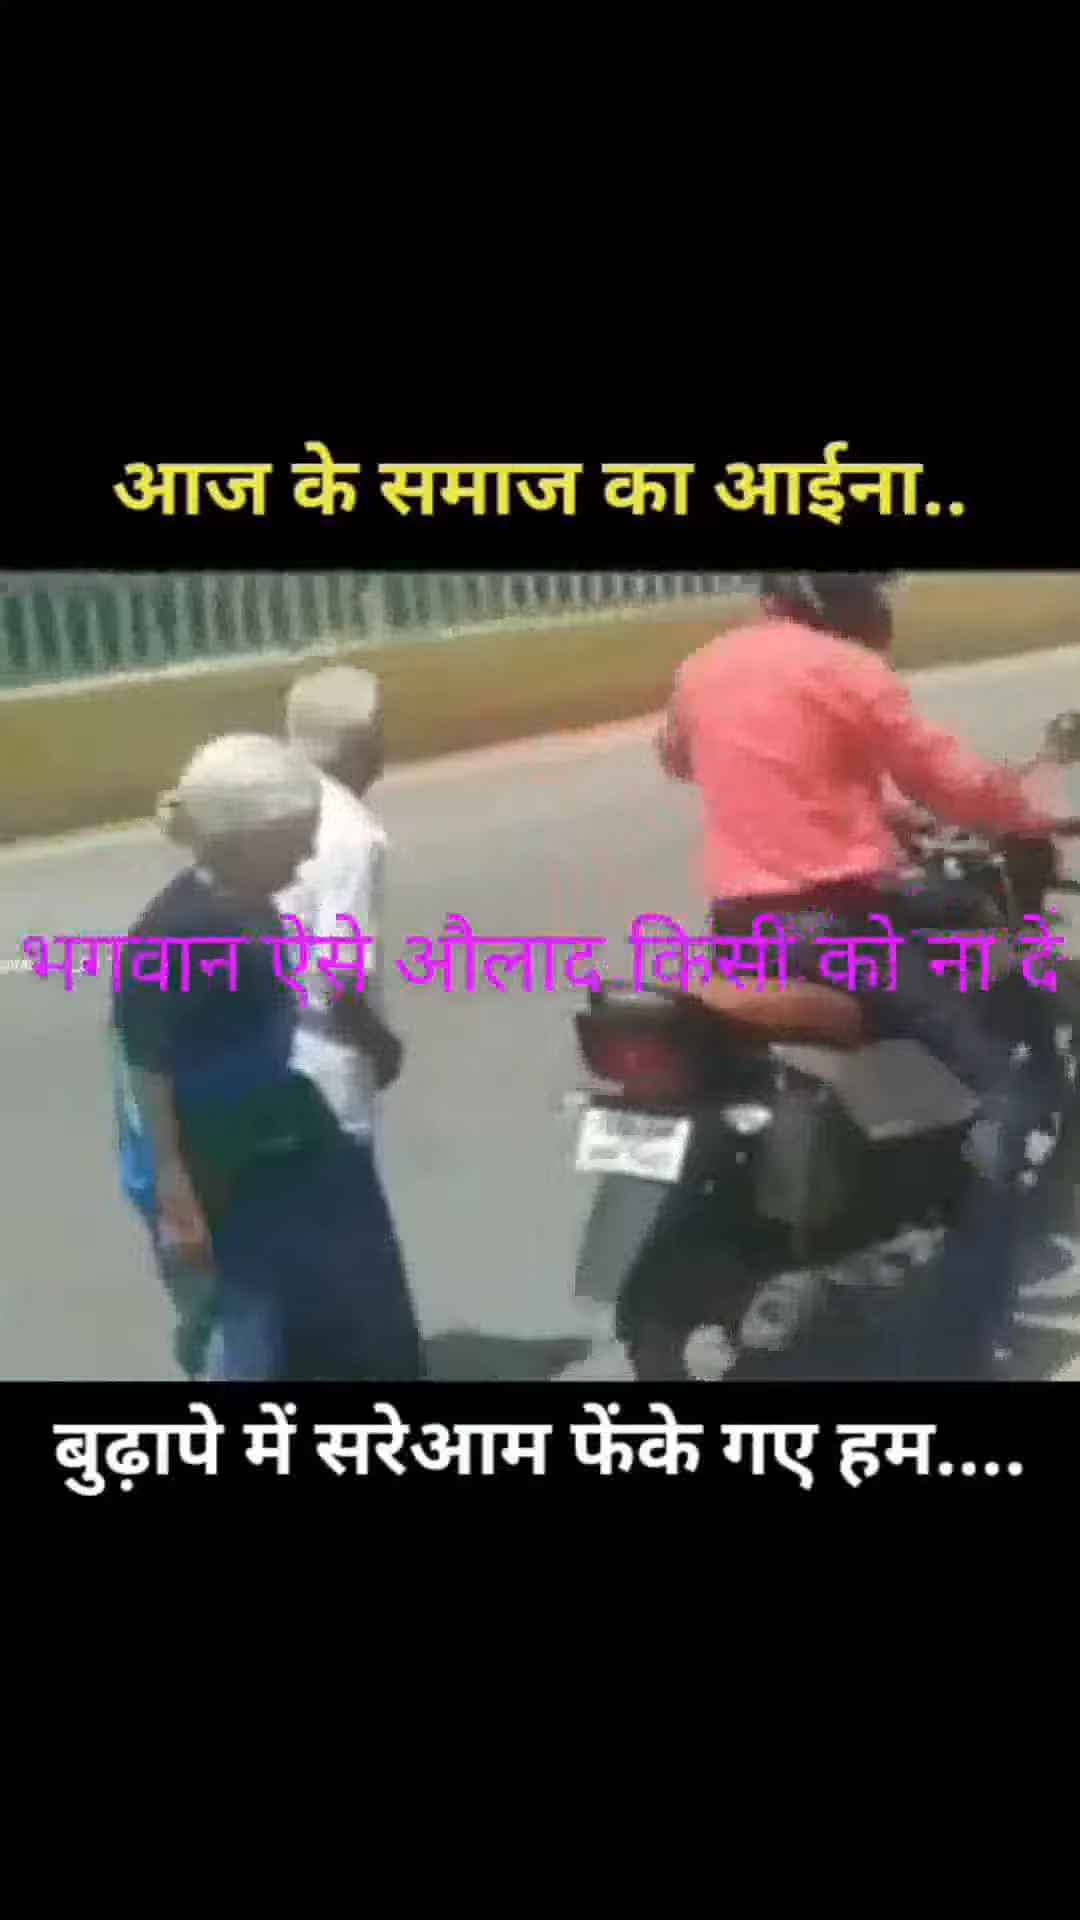 आज के समाज का आईना..
भगवान ऐसे औलाद किसी को ना दें
बुढ़ापे में सरेआम फेंके गए हम....